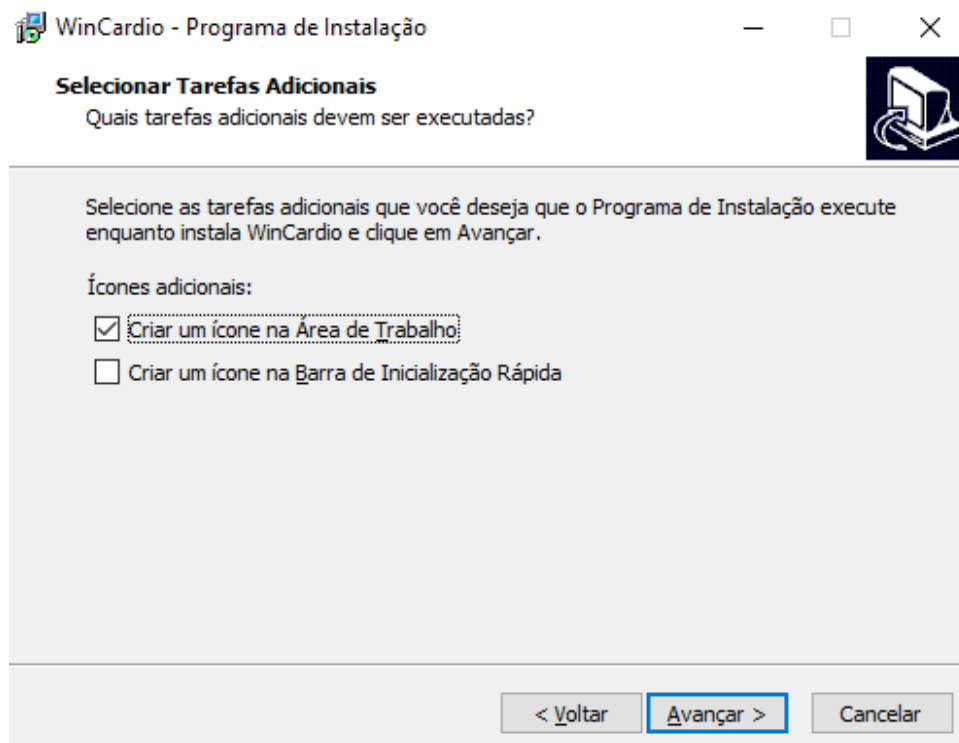 WinCardio - Programa de Instalação
Selecionar Tarefas Adicionais
Quais tarefas adicionais devem ser executadas?
Selecione as tarefas adicionais que você deseja que o Programa de Instalação execute
enquanto instala WinCardio e clique em Avançar.
Ícones adicionais:
Criar um ícone na Área de Trabalho
Criar um ícone na Barra de Inicialização Rápida
< Voltar Avançar > Cancelar